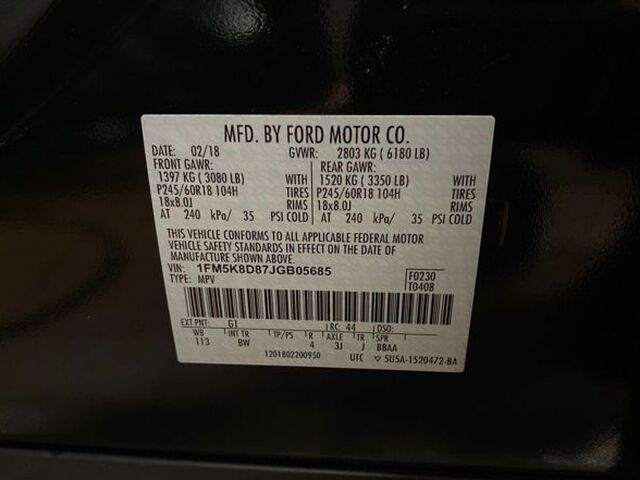 MFD. BY FORD MOTOR CO.
DATE: 02/18 GVWR: 2803 KG ( 6180 LB)
FRONT GAWR: REAR GAWR:
1397 KG ( 3080 LB) 1520 KG ( 3350 LB)
P245/60R18 104H TIRES P245/60R18 104H TIRES
18x8.0J RIMS 18x8.0J RIMS
AT 240 kPa/ 35 PSI COLD AT 240 kPa/ 35 PSI COLD
THIS VEHICLE CONFORMS TO ALL APPLICABLE FEDERAL MOTOR
VEHICLE SAFETY STANDARDS IN EFFECT ON THE DATE OF
MANUFACTURE SHOWN ABOVE.
VIN: 1FM5K8D87JGB05685 F0230
TYPE: MPV T0408
EXT PNT: G1 RC: 44 DSO:
WB INT TR TP/PS R AXLE TR SPR
113 BW 4 3J J BBAA
1201802200950 UTC ▽ 5U5A-1520472-BA